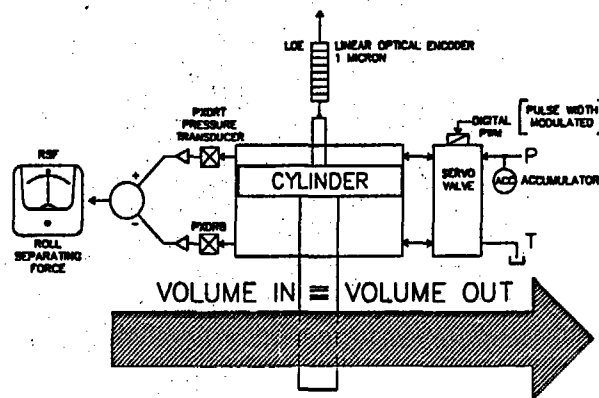 LOE
LINEAR OPTICAL ENCODER
1 MICRON
PXDRT
PRESSURE
TRANSDUCER
DIGITAL
PWM
[PULSE WIDTH
MODULATED]
RSF
+
-
CYLINDER
SERVO
VALVE
P
ACC
ACCUMULATOR
PXDRB
T
ROLL
SEPARATING
FORCE
VOLUME IN ≡ VOLUME OUT